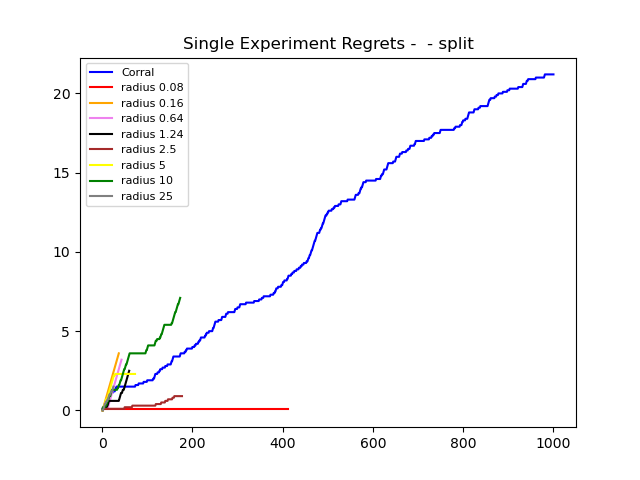 Single Experiment Regrets -  - split
Corral
radius 0.08
radius 0.16
radius 0.64
radius 1.24
radius 2.5
radius 5
radius 10
radius 25
20
15
10
5
0
0 200 400 600 800 1000